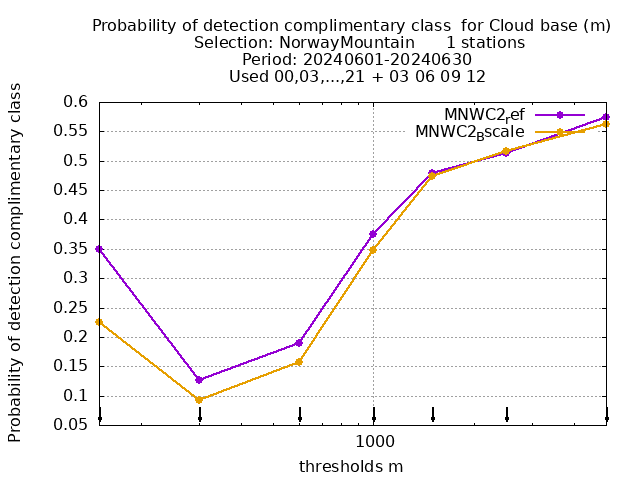 Probability of detection complimentary class  for Cloud base (m)
Selection: NorwayMountain      1 stations
Period: 20240601-20240630
Used 00,03,...,21 + 03 06 09 12
Probability of detection complimentary class
0.6
0.55
0.5
0.45
0.4
0.35
0.3
0.25
0.2
0.15
0.1
0.05
MNWC2ref
MNWC2Bscale
1000
thresholds m